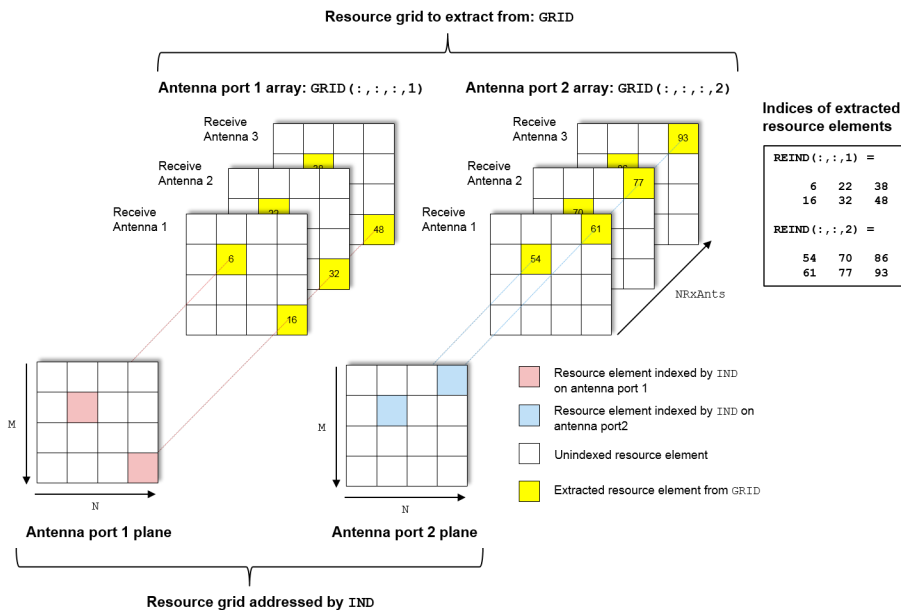 Resource grid to extract from: GRID
Antenna port 1 array: GRID(:,:,:,1)
Antenna port 2 array: GRID(:,:,:,2)
Receive
Antenna 3
Receive
Antenna 2
Receive
Antenna 1
6
16
32
48
Receive
Antenna 3
Receive
Antenna 2
Receive
Antenna 1
54
61
77
93
NRxAnts
Indices of extracted
resource elements
REIND(:,:,1) =
6 22 38
16 32 48
REIND(:,:,2) =
54 70 86
61 77 93
M
N
Antenna port 1 plane
M
N
Antenna port 2 plane
Resource element indexed by IND
on antenna port 1
Resource element indexed by IND on
antenna port2
Unindexed resource element
Extracted resource element from GRID
Resource grid addressed by IND